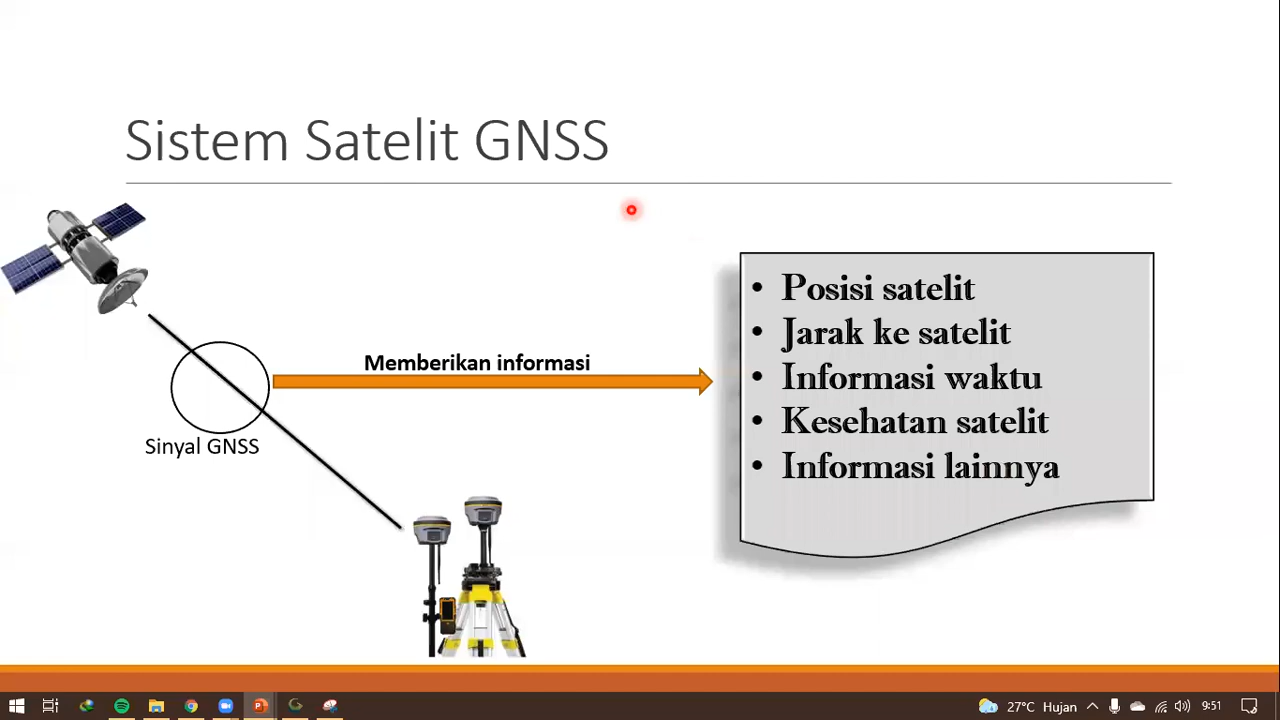 Sistem Satelit GNSS
Memberikan informasi
Sinyal GNSS
• Posisi satelit
• Jarak ke satelit
• Informasi waktu
• Kesehatan satelit
• Informasi lainnya
27°C Hujan
9:51